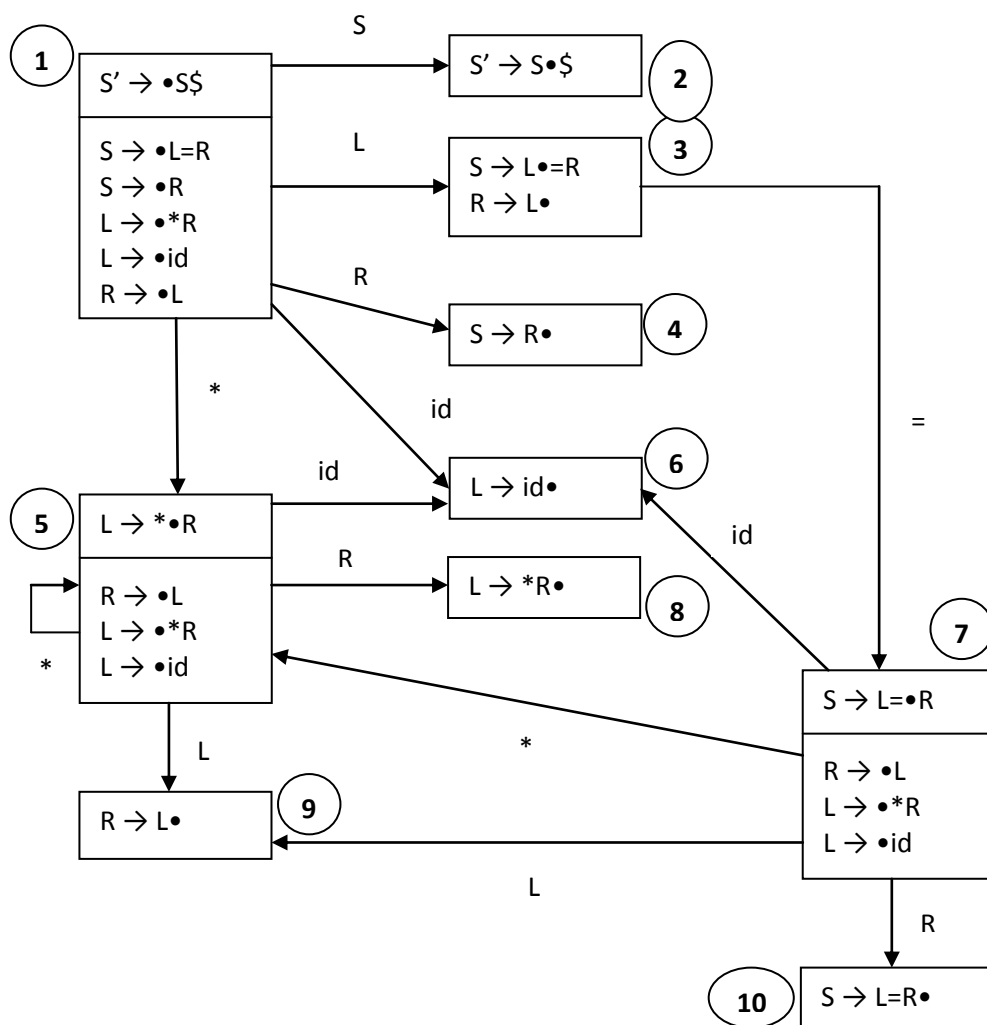 S
1
S' → •S$
S' → S•$
2
S → •L=R
S → •R
L → •*R
L → •id
R → •L
L
S → L•=R
R → L•
3
R
S → R•
4
*
id
=
id
L → id•
6
5
L → *•R
id
R
L → *R•
8
R → •L
L → •*R
L → •id
*
7
S → L=•R
*
R → •L
L → •*R
L → •id
L
R → L•
9
L
R
10
S → L=R•